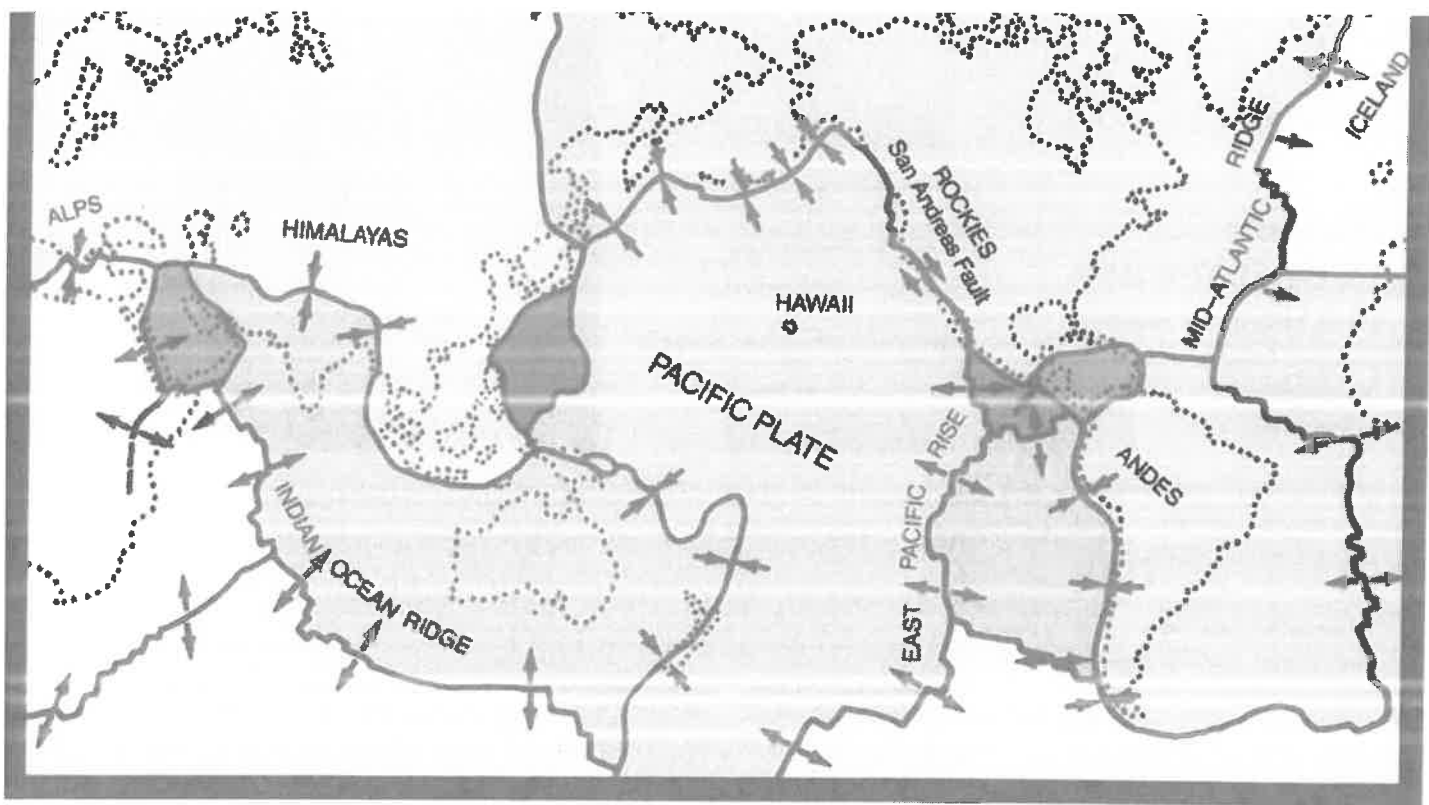 ICELAND
RIDGE
MID-ATLANTIC
ROCKIES
San Andreas Fault
ALPS
HIMALAYAS
HAWAII
PACIFIC PLATE
EAST PACIFIC RISE
ANDES
INDIAN OCEAN RIDGE